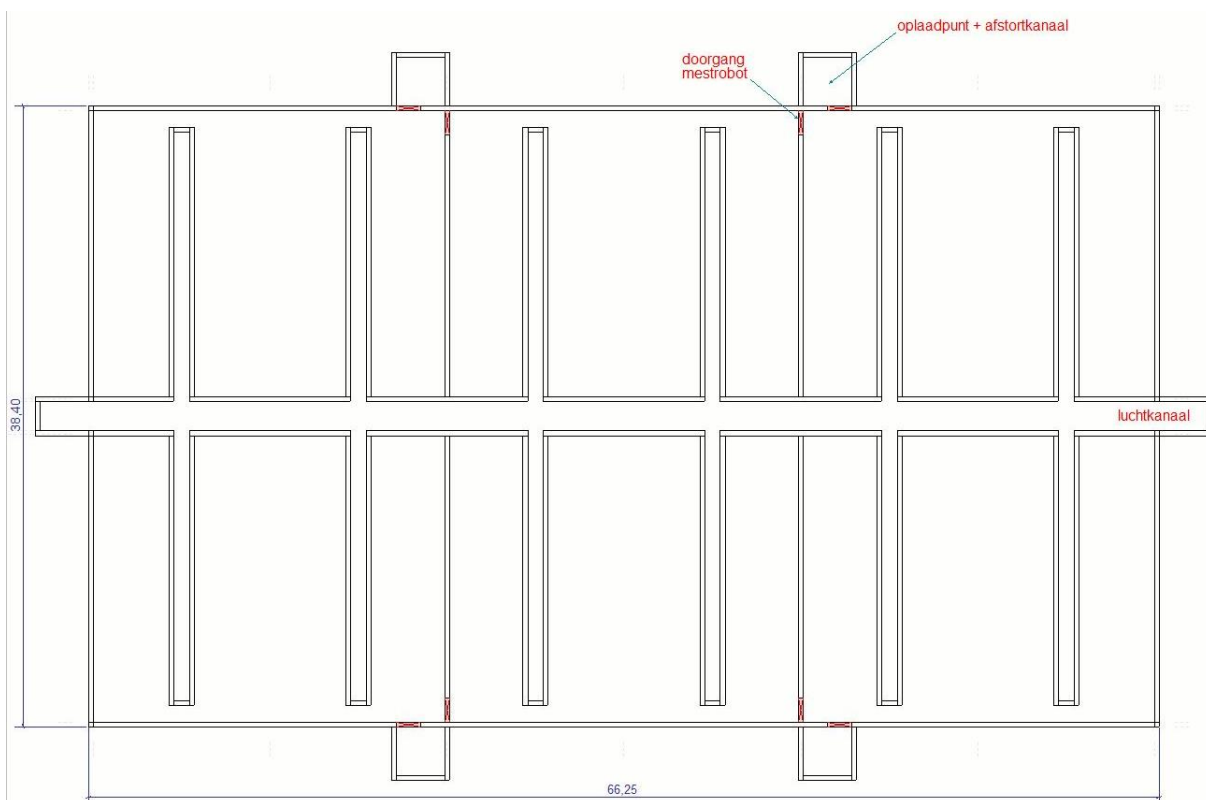 oplaadpunt + afstortkanaal
doorgang
mestrobot
38,40
luchtkanaal
66,25